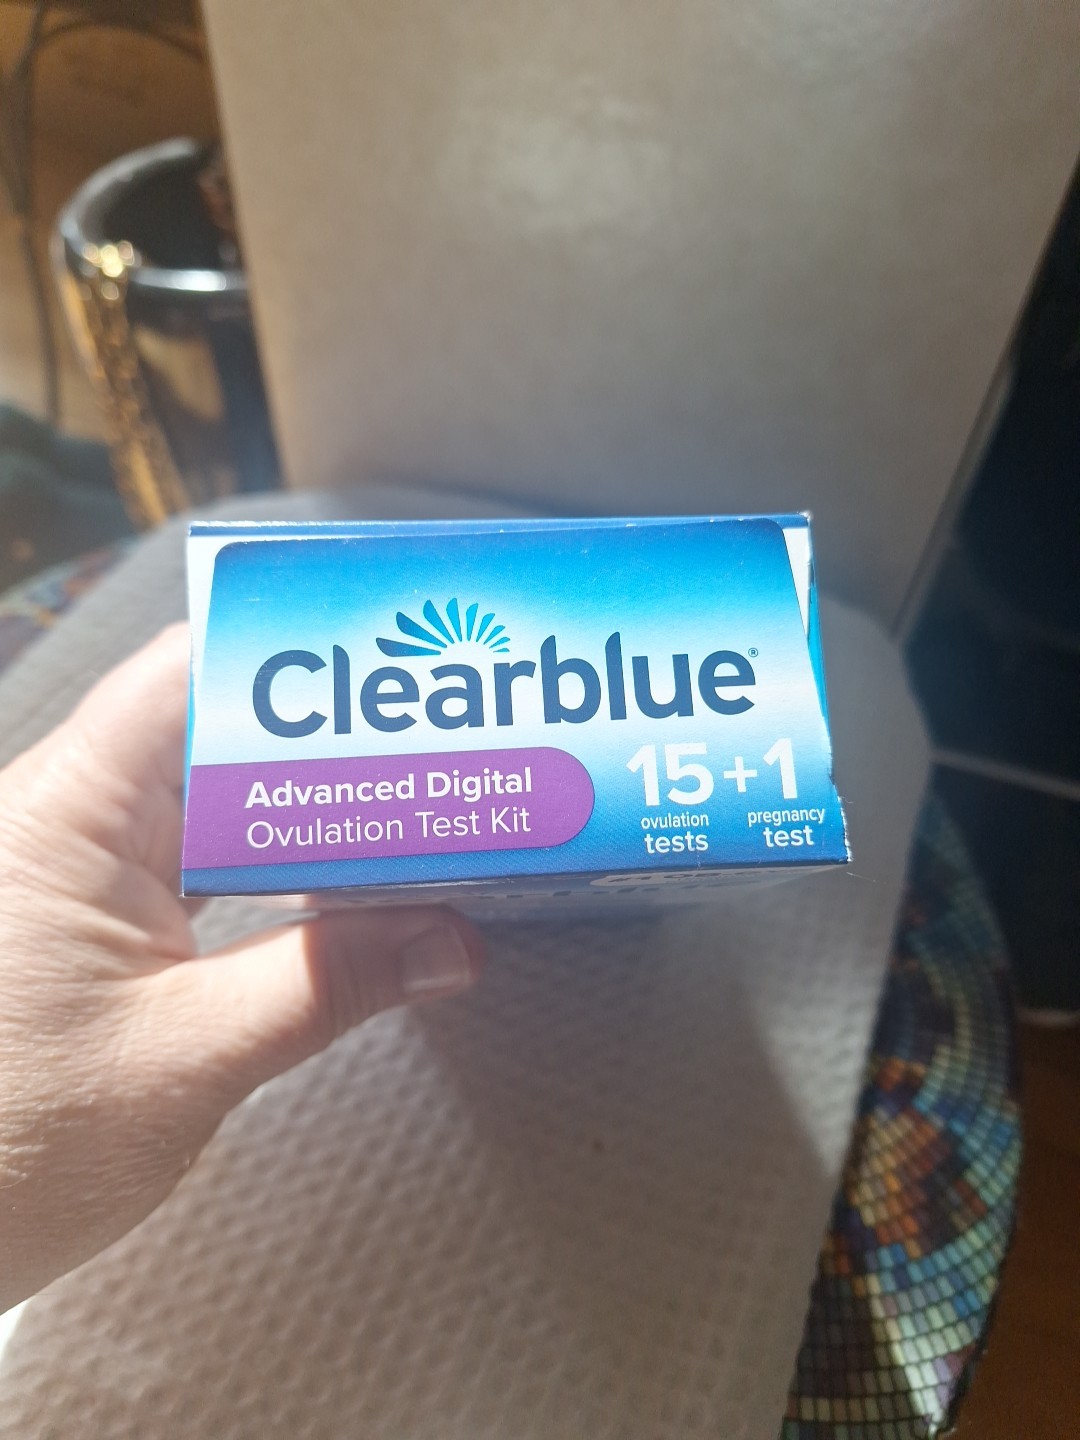 Clearblue®
Advanced Digital
Ovulation Test Kit
15+1
ovulation tests
pregnancy test